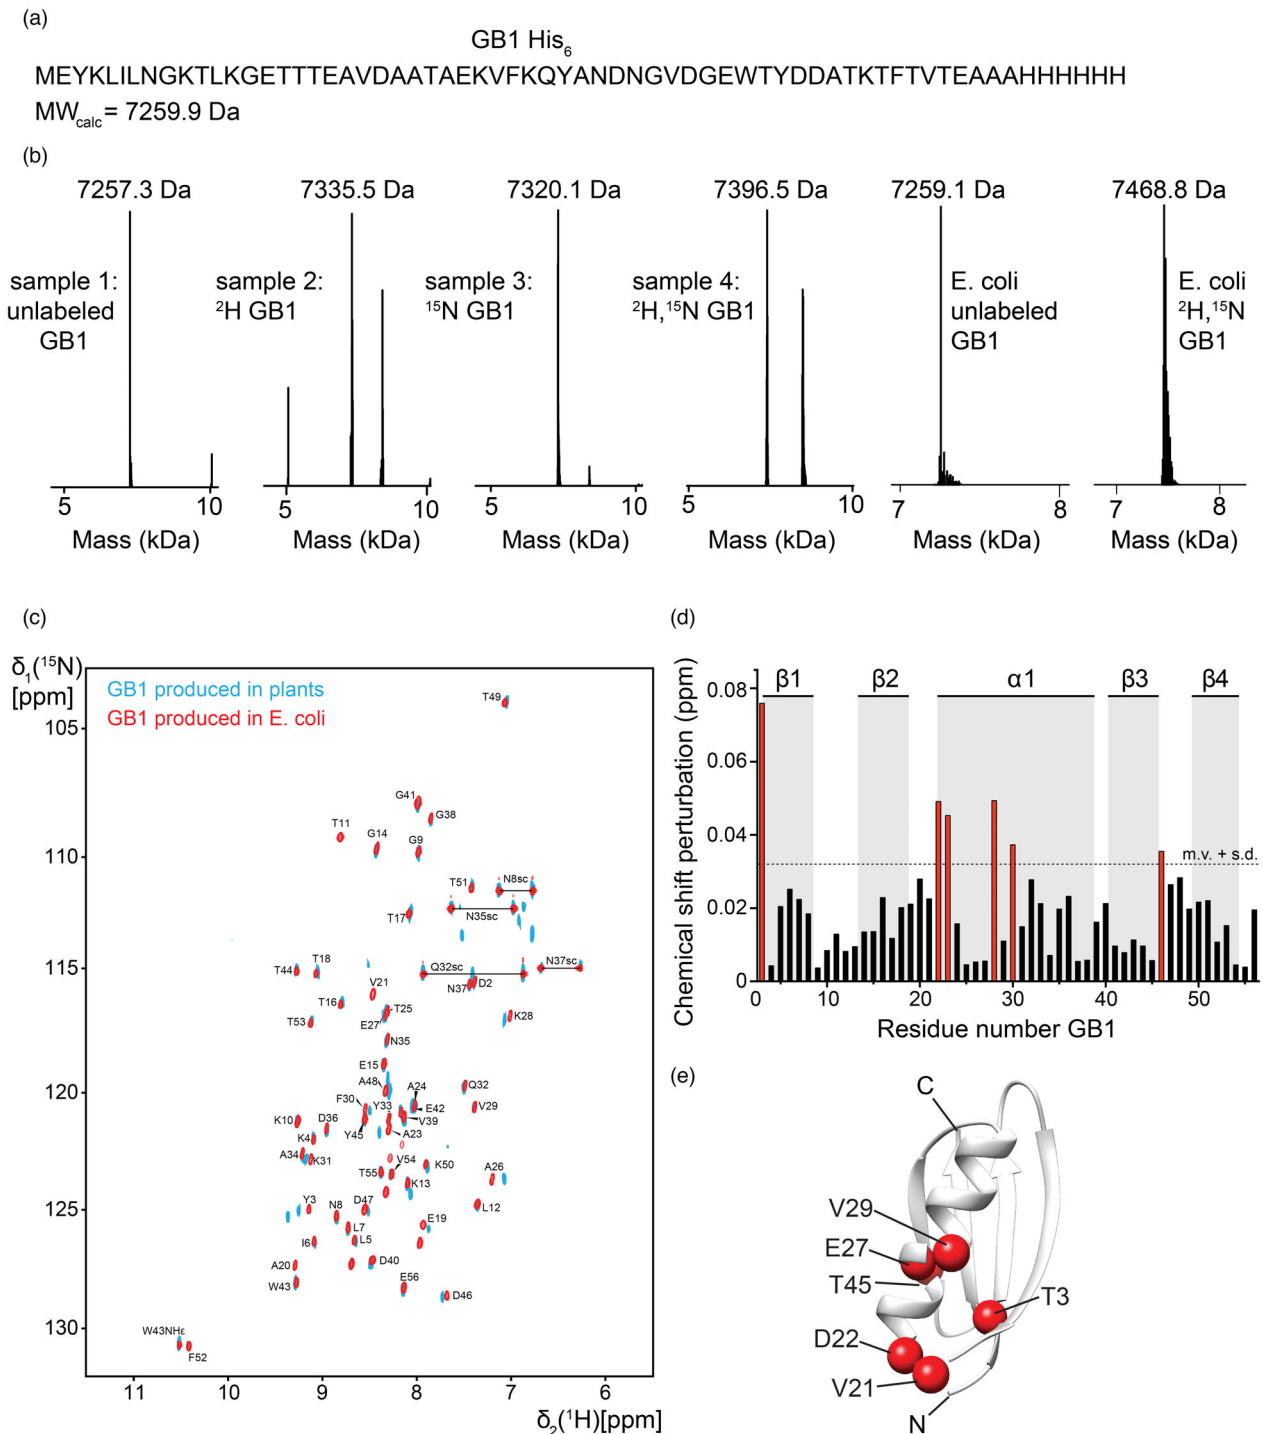 (a)
GB1 His6
MEYKLILNGKTLKGETTTEAVDAATAEKVFKQYANDNGVDGEWTYDDATKTFTVTEAAAHHHHHH
MWcalc = 7259.9 Da
(b)
7257.3 Da
7335.5 Da
7320.1 Da
7396.5 Da
7259.1 Da
7468.8 Da
sample 1:
unlabeled
GB1
sample 2:
2H GB1
sample 3:
15N GB1
sample 4:
2H,15N GB1
E. coli
unlabeled
GB1
E. coli
2H,15N
GB1
5 10
5 10
5 10
5 10
7 8
7 8
Mass (kDa)
Mass (kDa)
Mass (kDa)
Mass (kDa)
Mass (kDa)
Mass (kDa)
(c)
δ1(15N)
[ppm]
GB1 produced in plants
GB1 produced in E. coli
105
110
115
120
125
130
T49
G41
G38
T11
G14
G9
T51
N8sc
T17
N35sc
T44
T18
Q32sc
N37sc
V21
N37
D2
T16
T25
T53
E27
K28
N35
E15
A48
A24
Q32
F30
Y33
E42
V29
K10
D36
V39
K4
Y45
A23
A34
K31
V54
T55
K50
A26
K13
Y3
N8
D47
L12
L7
E19
I6
L5
A20
D40
W43
E56
D46
W43NHε
F52
11 10 9 8 7 6
δ2(1H)[ppm]
(d)
Chemical shift perturbation (ppm)
0.08
0.06
0.04
0.02
0
β1 β2 α1 β3 β4
m.v. + s.d.
0 10 20 30 40 50
Residue number GB1
(e)
C
V29
E27
T45
T3
D22
V21
N